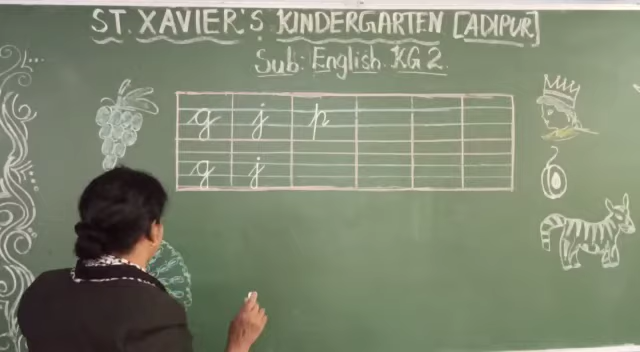 ST. XAVIER'S KINDERGARTEN [ADIPUR]
Sub: English. KG 2.
g j p
g j